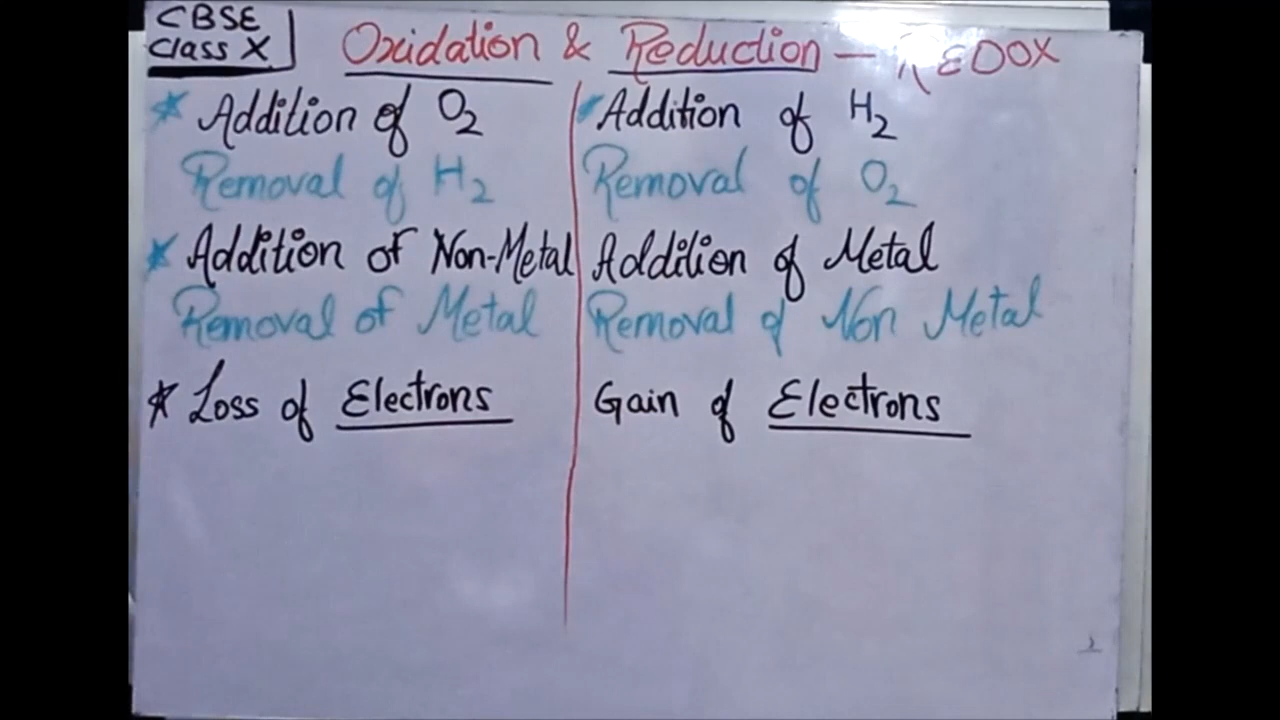 CBSE
Class X
Oxidation & Reduction — REDOX
Addition of O2
Removal of H2
Addition of Non-Metal
Removal of Metal
Loss of Electrons
Addition of H2
Removal of O2
Addition of Metal
Removal of Non Metal
Gain of Electrons